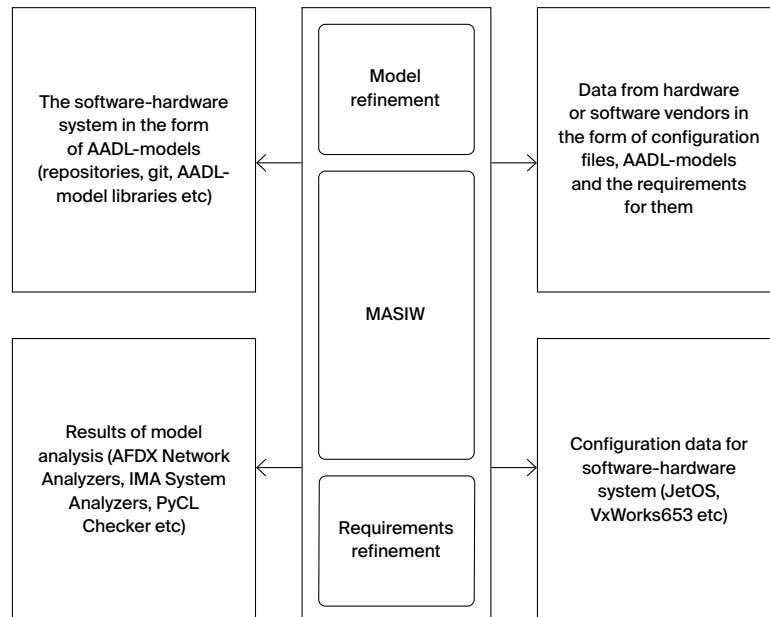 The software-hardware
system in the form
of AADL-models
(repositories, git, AADL-
model libraries etc)
Model
refinement
Data from hardware
or software vendors in
the form of configuration
files, AADL-models
and the requirements
for them
MASIW
Results of model
analysis (AFDX Network
Analyzers, IMA System
Analyzers, PyCL
Checker etc)
Requirements
refinement
Configuration data for
software-hardware
system (JetOS,
VxWorks653 etc)